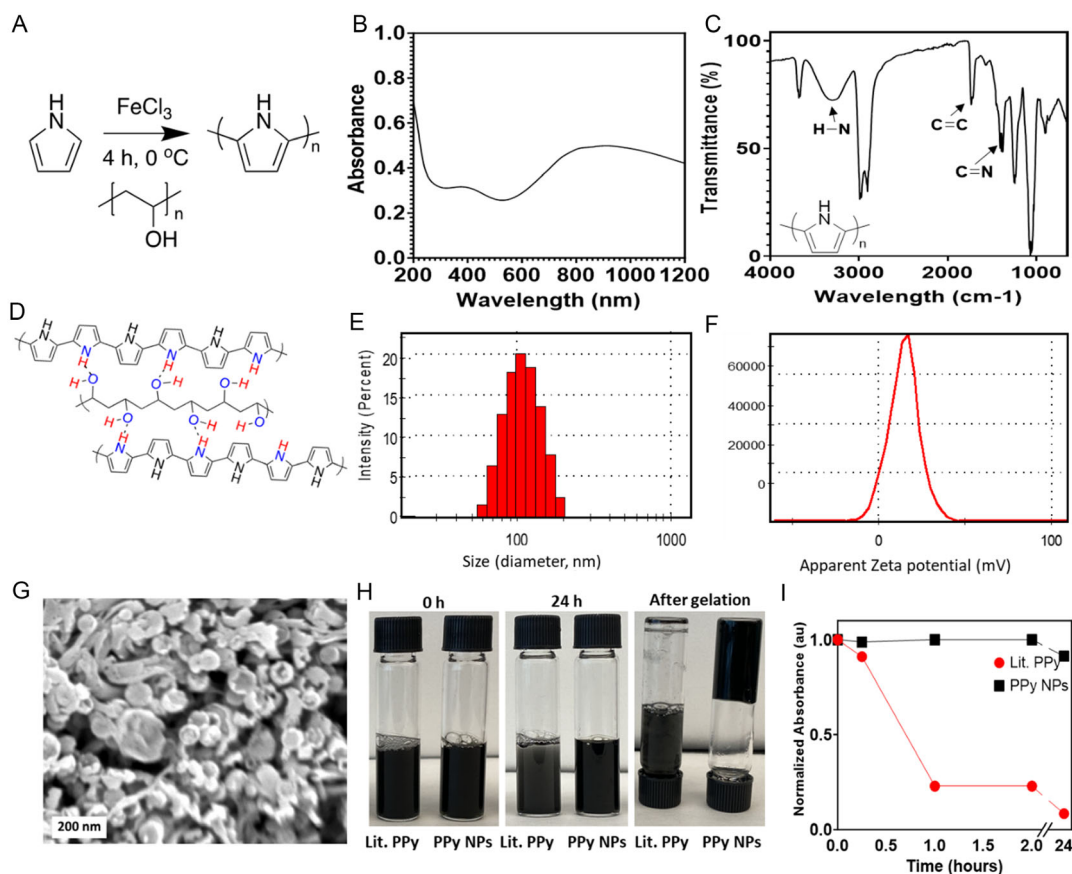 A
H
N
FeCl3
4 h, 0 ºC
n
OH
H
N
n
B
1.0
0.8
0.6
0.4
0.2
0.0
Absorbance
200 400 600 800 1000 1200
Wavelength (nm)
C
100
50
0
Transmittance (%)
H–N
C=C
C=N
H
N
n
4000 3000 2000 1000
Wavelength (cm-1)
D
E
20
15
10
5
0
Intensity (Percent)
100 1000
Size (diameter, nm)
F
60000
40000
20000
0
0 100
Apparent Zeta potential (mV)
G
200 nm
H
0 h 24 h After gelation
Lit. PPy PPy NPs Lit. PPy PPy NPs Lit. PPy PPy NPs
I
1.0
0.5
0.0
Normalized Absorbance (au)
Lit. PPy
PPy NPs
0.0 0.5 1.0 1.5 2.0 24
Time (hours)